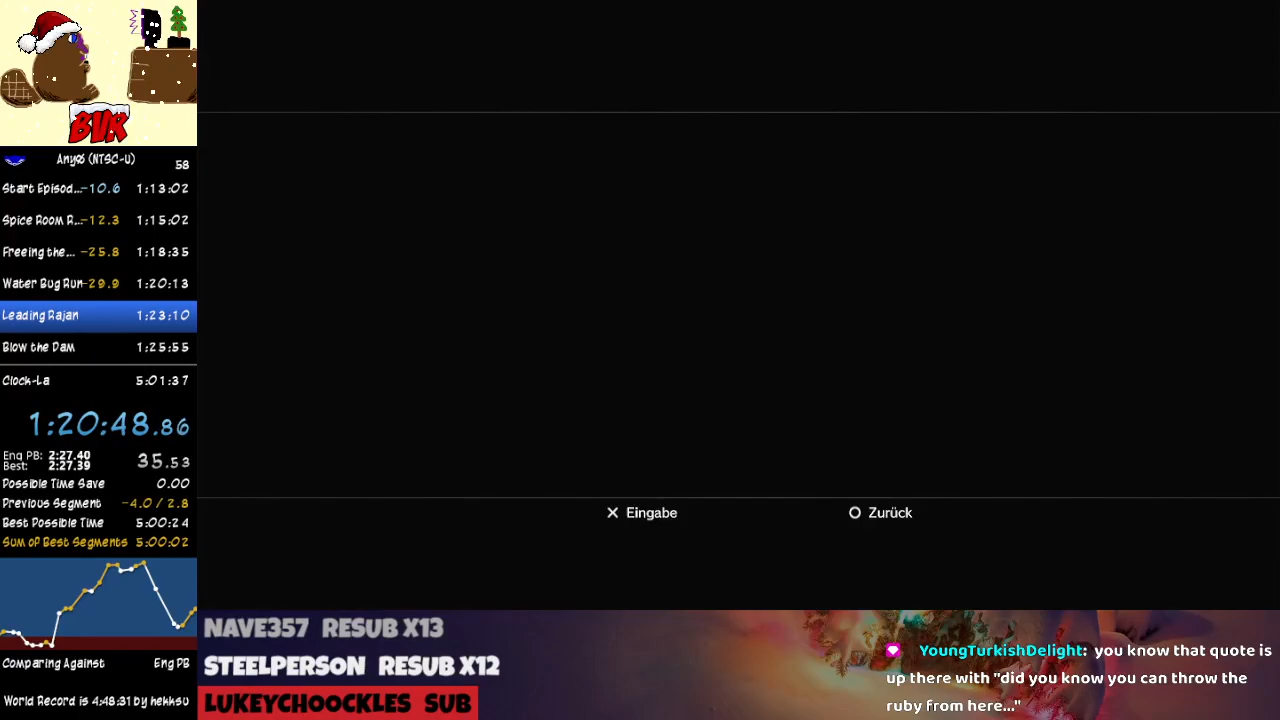 BVR
Any% (NTSC-U)
58
Start Episod... -10.6 1:13:02
Spice Room R... -12.3 1:15:02
Freeing the... -25.8 1:18:35
Water Bug Run -29.9 1:20:13
Leading Rajan 1:23:10
Blow the Dam 1:25:55
Clock-La 5:01:37
1:20:48.86
Eng PB: 2:27.40
Best: 2:27.39
35.53
Possible Time Save 0.00
Previous Segment -4.0 / 2.8
Best Possible Time 5:00:24
Sum of Best Segments 5:00:02
Comparing Against Eng PB
World Record is 4:48:31 by hekksu
Eingabe
Zurück
NAVE357 RESUB X13
STEELPERSON RESUB X12
LUKEYCHOOCKLES SUB
YoungTurkishDelight: you know that quote is
up there with "did you know you can throw the
ruby from here..."